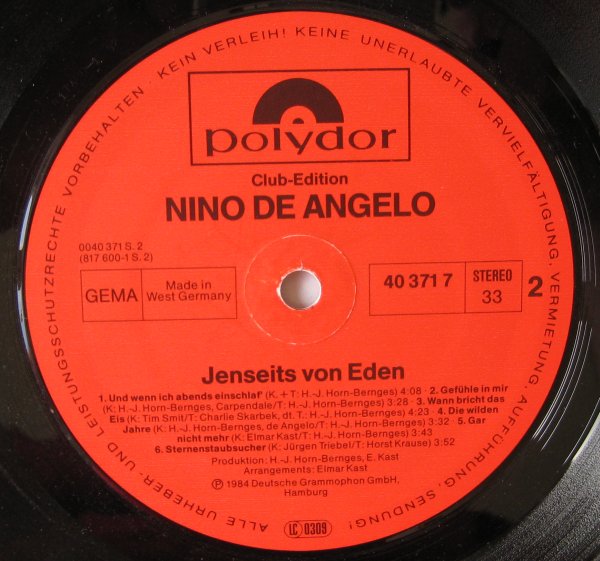 ALLE URHEBER- UND LEISTUNGSSCHUTZRECHTE VORBEHALTEN · KEIN VERLEIH! KEINE UNERLAUBTE VERVIELFÄLTIGUNG, VERMIETUNG, AUFFÜHRUNG, SENDUNG!
polydor
Club-Edition
NINO DE ANGELO
0040 371 S. 2
(817 600-1 S. 2)
GEMA
Made in
West Germany
40 371 7
STEREO
33
2
Jenseits von Eden
1. Und wenn ich abends einschlaf' (K. + T: H.-J. Horn-Bernges) 4:08 · 2. Gefühle in mir
(K: H.-J. Horn-Bernges, Carpendale/T: H.-J. Horn-Bernges) 3:28 · 3. Wann bricht das
Eis (K: Tim Smit/T: Charlie Skarbek, dt. T.: H.-J. Horn-Bernges) 4:23 · 4. Die wilden
Jahre (K: H.-J. Horn-Bernges, de Angelo/T: H.-J. Horn-Bernges) 3:32 · 5. Gar
nicht mehr (K: Elmar Kast/T: H.-J. Horn-Bernges) 3:43
6. Sternenstaubsucher (K: Jürgen Triebel/T: Horst Krause) 3:52
Produktion: H.-J. Horn-Bernges, E. Kast
Arrangements: Elmar Kast
Ⓟ 1984 Deutsche Grammophon GmbH,
Hamburg
LC 0309